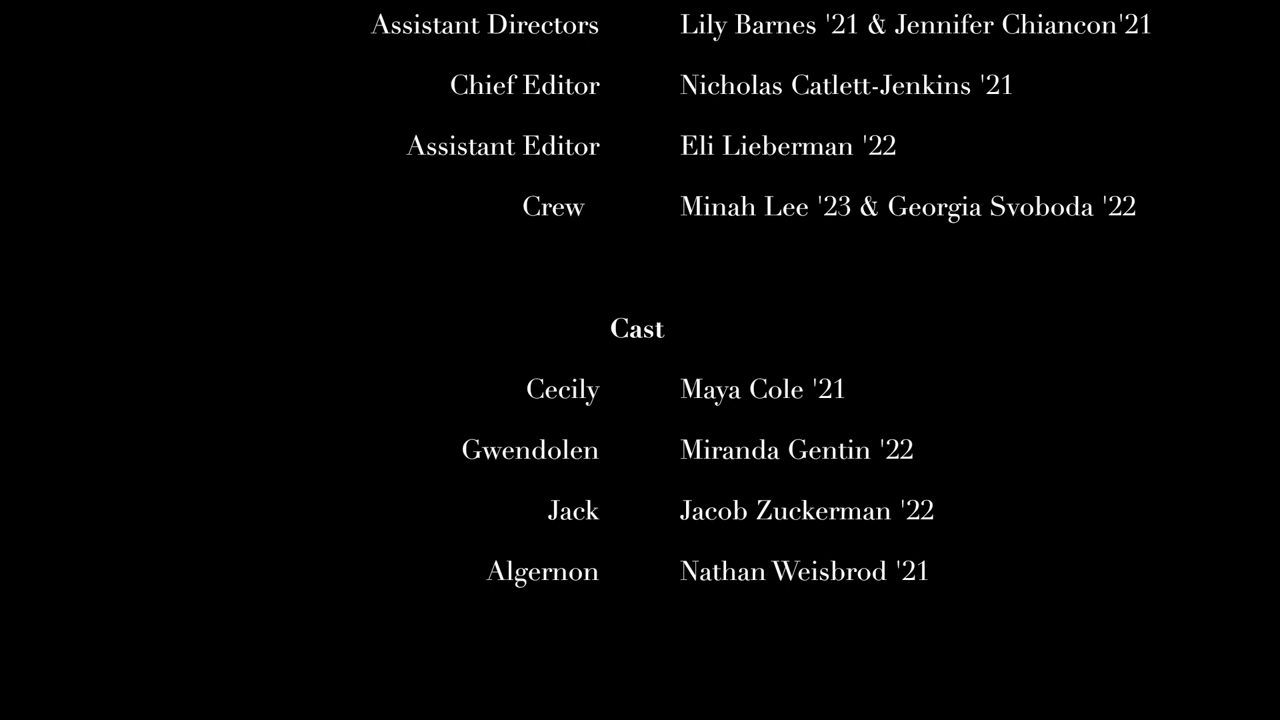 Assistant Directors Lily Barnes '21 & Jennifer Chiancon'21
Chief Editor Nicholas Catlett-Jenkins '21
Assistant Editor Eli Lieberman '22
Crew Minah Lee '23 & Georgia Svoboda '22
Cast
Cecily Maya Cole '21
Gwendolen Miranda Gentin '22
Jack Jacob Zuckerman '22
Algernon Nathan Weisbrod '21